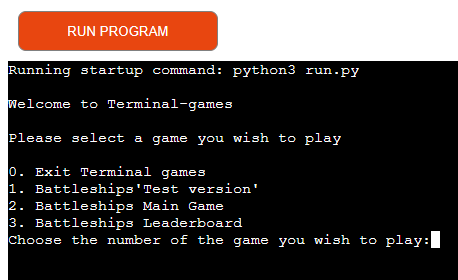 RUN PROGRAM
Running startup command: python3 run.py
Welcome to Terminal-games
Please select a game you wish to play
0. Exit Terminal games
1. Battleships'Test version'
2. Battleships Main Game
3. Battleships Leaderboard
Choose the number of the game you wish to play: